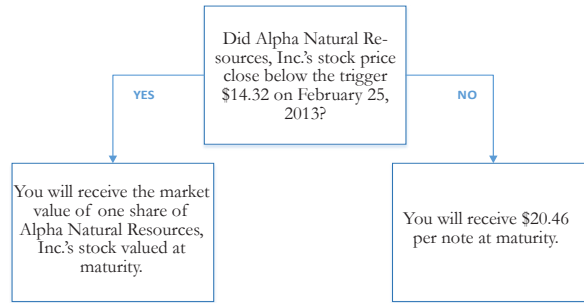 Did Alpha Natural Re-
sources, Inc.'s stock price
close below the trigger
$14.32 on February 25,
2013?
YES
NO
You will receive the market
value of one share of
Alpha Natural Resources,
Inc.'s stock valued at
maturity.
You will receive $20.46
per note at maturity.